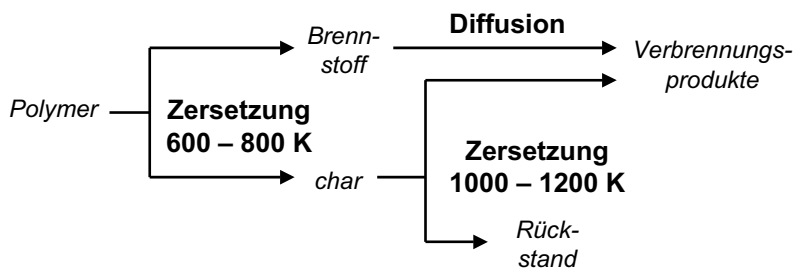 Brenn-
stoff
Diffusion
Verbrennungs-
produkte
Polymer
Zersetzung
600 – 800 K
char
Zersetzung
1000 – 1200 K
Rück-
stand